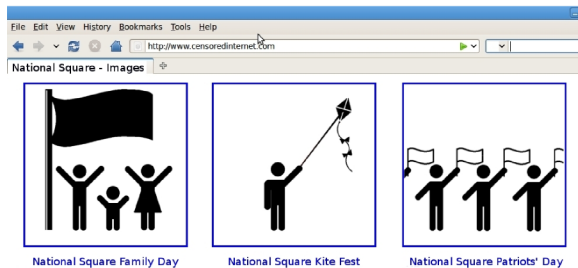 File Edit View History Bookmarks Tools Help
http://www.censoredinternet.com
National Square - Images
National Square Family Day
National Square Kite Fest
National Square Patriots' Day